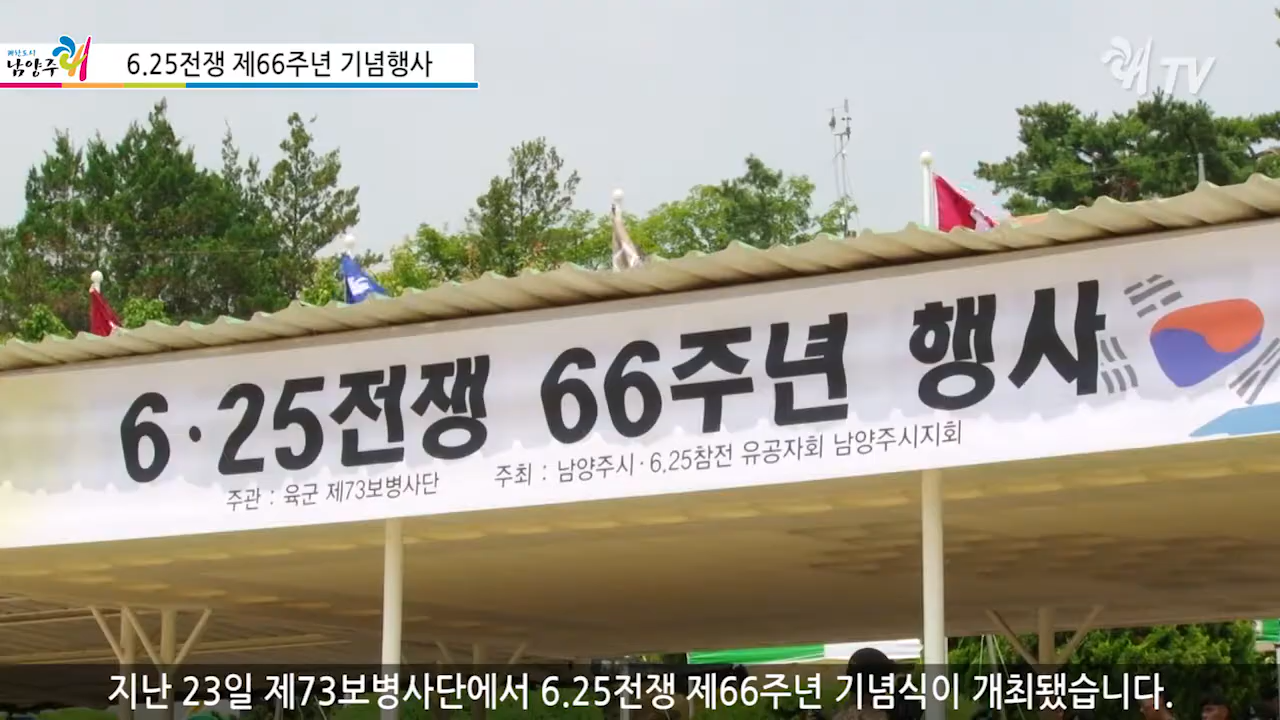 쾌한도시
남양주
6.25전쟁 제66주년 기념행사
TV
6·25전쟁 66주년 행사
주관 : 육군 제73보병사단
주최 : 남양주시·6.25참전 유공자회 남양주시지회
지난 23일 제73보병사단에서 6.25전쟁 제66주년 기념식이 개최됐습니다.